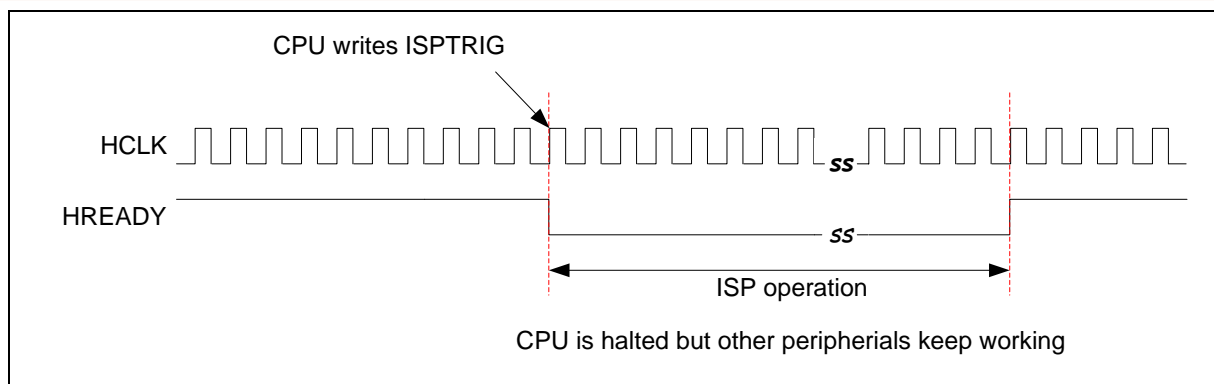 CPU writes ISPTRIG
HCLK
ss
HREADY
ss
ISP operation
CPU is halted but other peripherials keep working